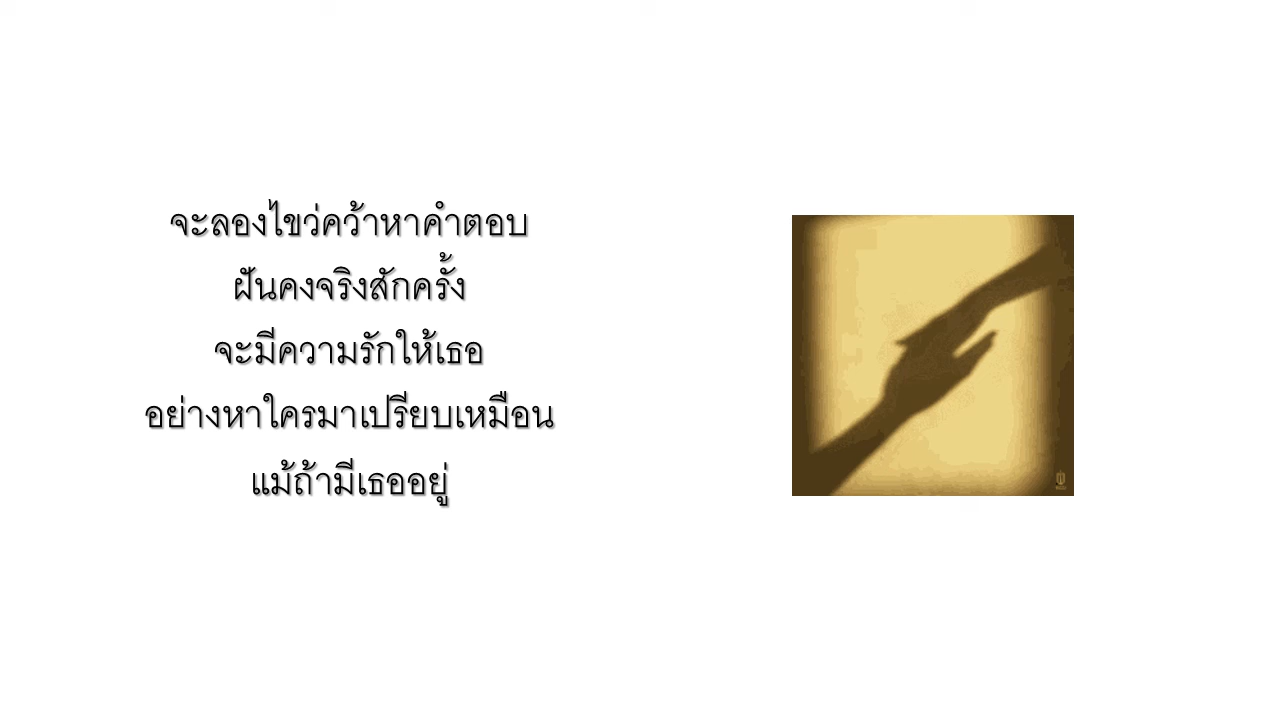 จะลองไขว่คว้าหาคำตอบ
ฝันคงจริงสักครั้ง
จะมีความรักให้เธอ
อย่างหาใครมาเปรียบเหมือน
แม้ถ้ามีเธออยู่